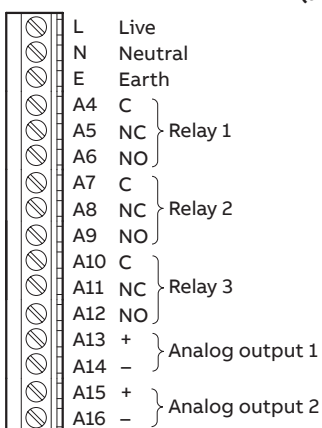 L Live
N Neutral
E Earth
A4 C
A5 NC Relay 1
A6 NO
A7 C
A8 NC Relay 2
A9 NO
A10 C
A11 NC Relay 3
A12 NO
A13 +
Analog output 1
A14 –
A15 +
Analog output 2
A16 –